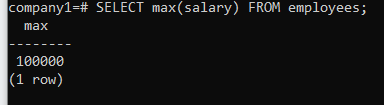 company1=# SELECT max(salary) FROM employees;
  max
--------
 100000
(1 row)